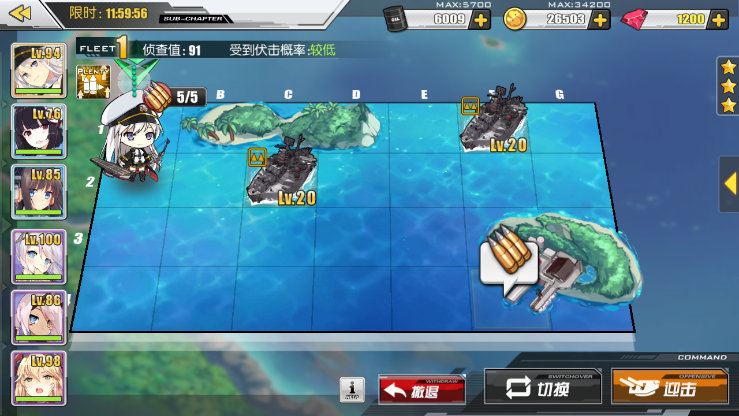 限时: 11:59:56
SUB-CHAPTER
MAX:5700
6009
MAX:34200
26503
1200
FLEET 1
侦查值: 91
受到伏击概率:较低
Lv.94
PLENTY
5/5
B
C
D
E
G
Lv.76
1
Lv.20
Lv.85
2
Lv.20
Lv.100
3
Lv.86
Lv.98
COMMAND
HELP
WITHDRAW
撤退
SWITCHOVER
切换
OFFENSIVE
迎击